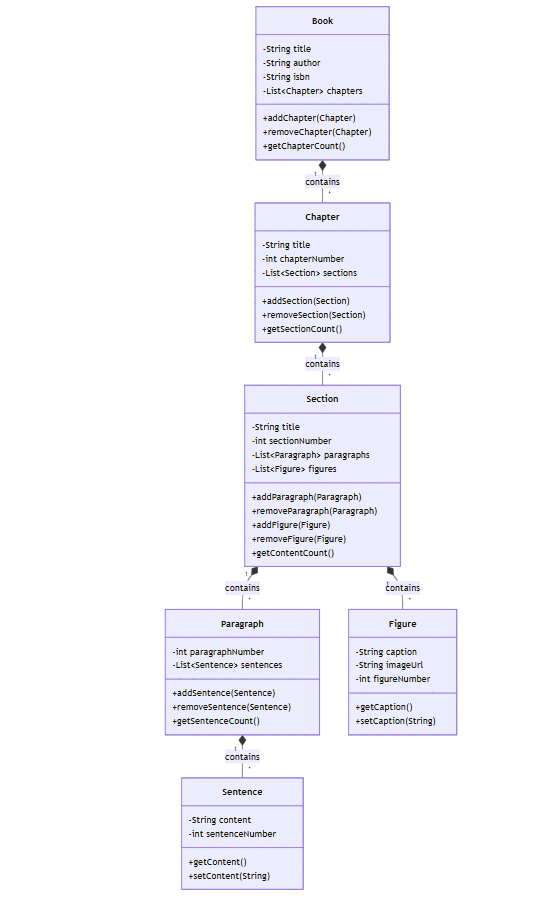 Book
-String title
-String author
-String isbn
-List<Chapter> chapters
+addChapter(Chapter)
+removeChapter(Chapter)
+getChapterCount()
1
contains
*
Chapter
-String title
-int chapterNumber
-List<Section> sections
+addSection(Section)
+removeSection(Section)
+getSectionCount()
1
contains
*
Section
-String title
-int sectionNumber
-List<Paragraph> paragraphs
-List<Figure> figures
+addParagraph(Paragraph)
+removeParagraph(Paragraph)
+addFigure(Figure)
+removeFigure(Figure)
+getContentCount()
1
contains
*
1
contains
*
Paragraph
-int paragraphNumber
-List<Sentence> sentences
+addSentence(Sentence)
+removeSentence(Sentence)
+getSentenceCount()
Figure
-String caption
-String imageUrl
-int figureNumber
+getCaption()
+setCaption(String)
1
contains
*
Sentence
-String content
-int sentenceNumber
+getContent()
+setContent(String)